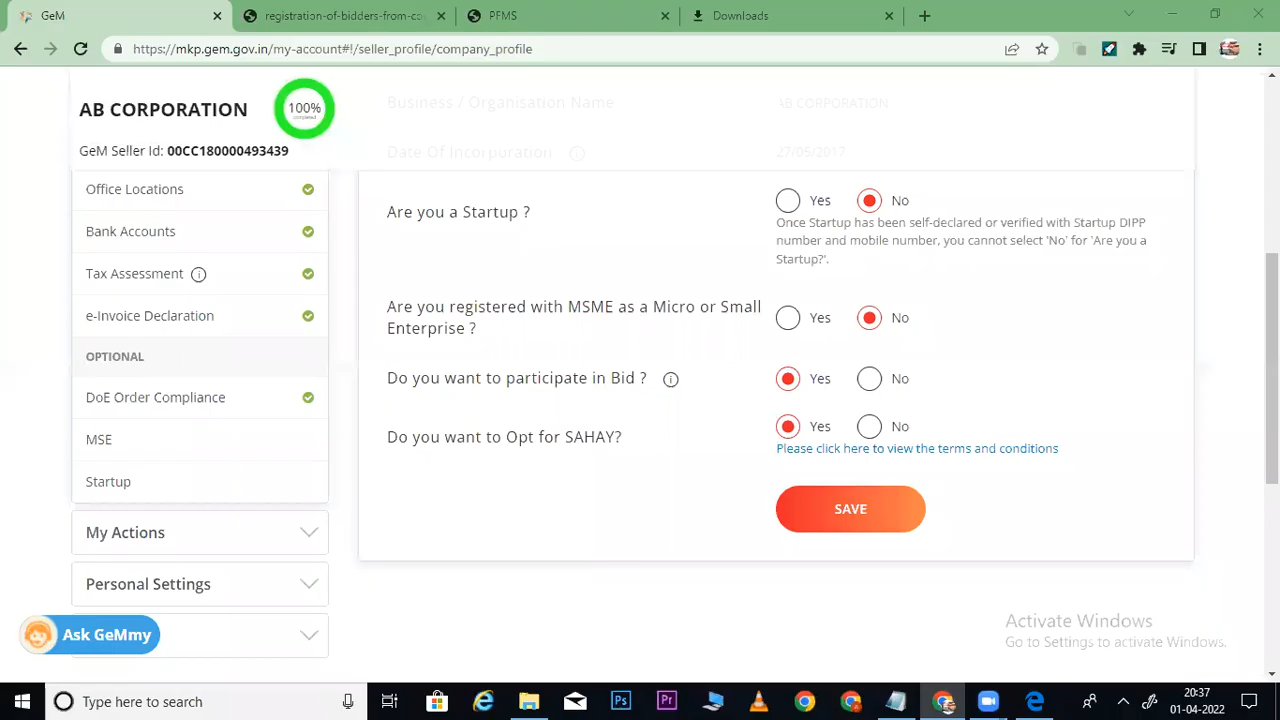 GeM
registration-of-bidders-from-co
PFMS
Downloads
https://mkp.gem.gov.in/my-account#!/seller_profile/company_profile
AB CORPORATION
100%
completed
GeM Seller Id: 00CC180000493439
Business / Organisation Name
AB CORPORATION
Date Of Incorporation
27/05/2017
Office Locations
Bank Accounts
Tax Assessment
e-Invoice Declaration
OPTIONAL
DoE Order Compliance
MSE
Startup
My Actions
Personal Settings
Ask GeMmy
Are you a Startup ?
Yes
No
Once Startup has been self-declared or verified with Startup DIPP
number and mobile number, you cannot select 'No' for 'Are you a
Startup?'.
Are you registered with MSME as a Micro or Small
Enterprise ?
Yes
No
Do you want to participate in Bid ?
Yes
No
Do you want to Opt for SAHAY?
Yes
No
Please click here to view the terms and conditions
SAVE
Activate Windows
Go to Settings to activate Windows.
Type here to search
Ps
Pr
20:37
01-04-2022